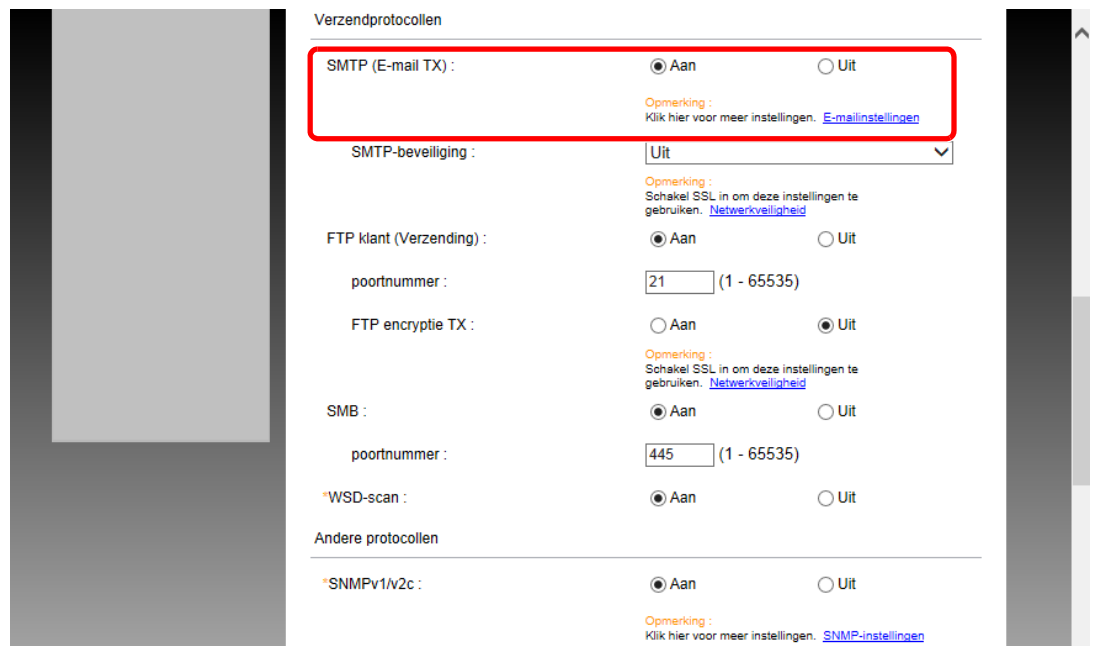 Verzendprotocollen
SMTP (E-mail TX) : Aan Uit
Opmerking :
Klik hier voor meer instellingen. E-mailinstellingen
SMTP-beveiliging : Uit
Opmerking :
Schakel SSL in om deze instellingen te
gebruiken. Netwerkveiligheid
FTP klant (Verzending) : Aan Uit
poortnummer : 21 (1 - 65535)
FTP encryptie TX : Aan Uit
Opmerking :
Schakel SSL in om deze instellingen te
gebruiken. Netwerkveiligheid
SMB : Aan Uit
poortnummer : 445 (1 - 65535)
*WSD-scan : Aan Uit
Andere protocollen
*SNMPv1/v2c : Aan Uit
Opmerking :
Klik hier voor meer instellingen. SNMP-instellingen